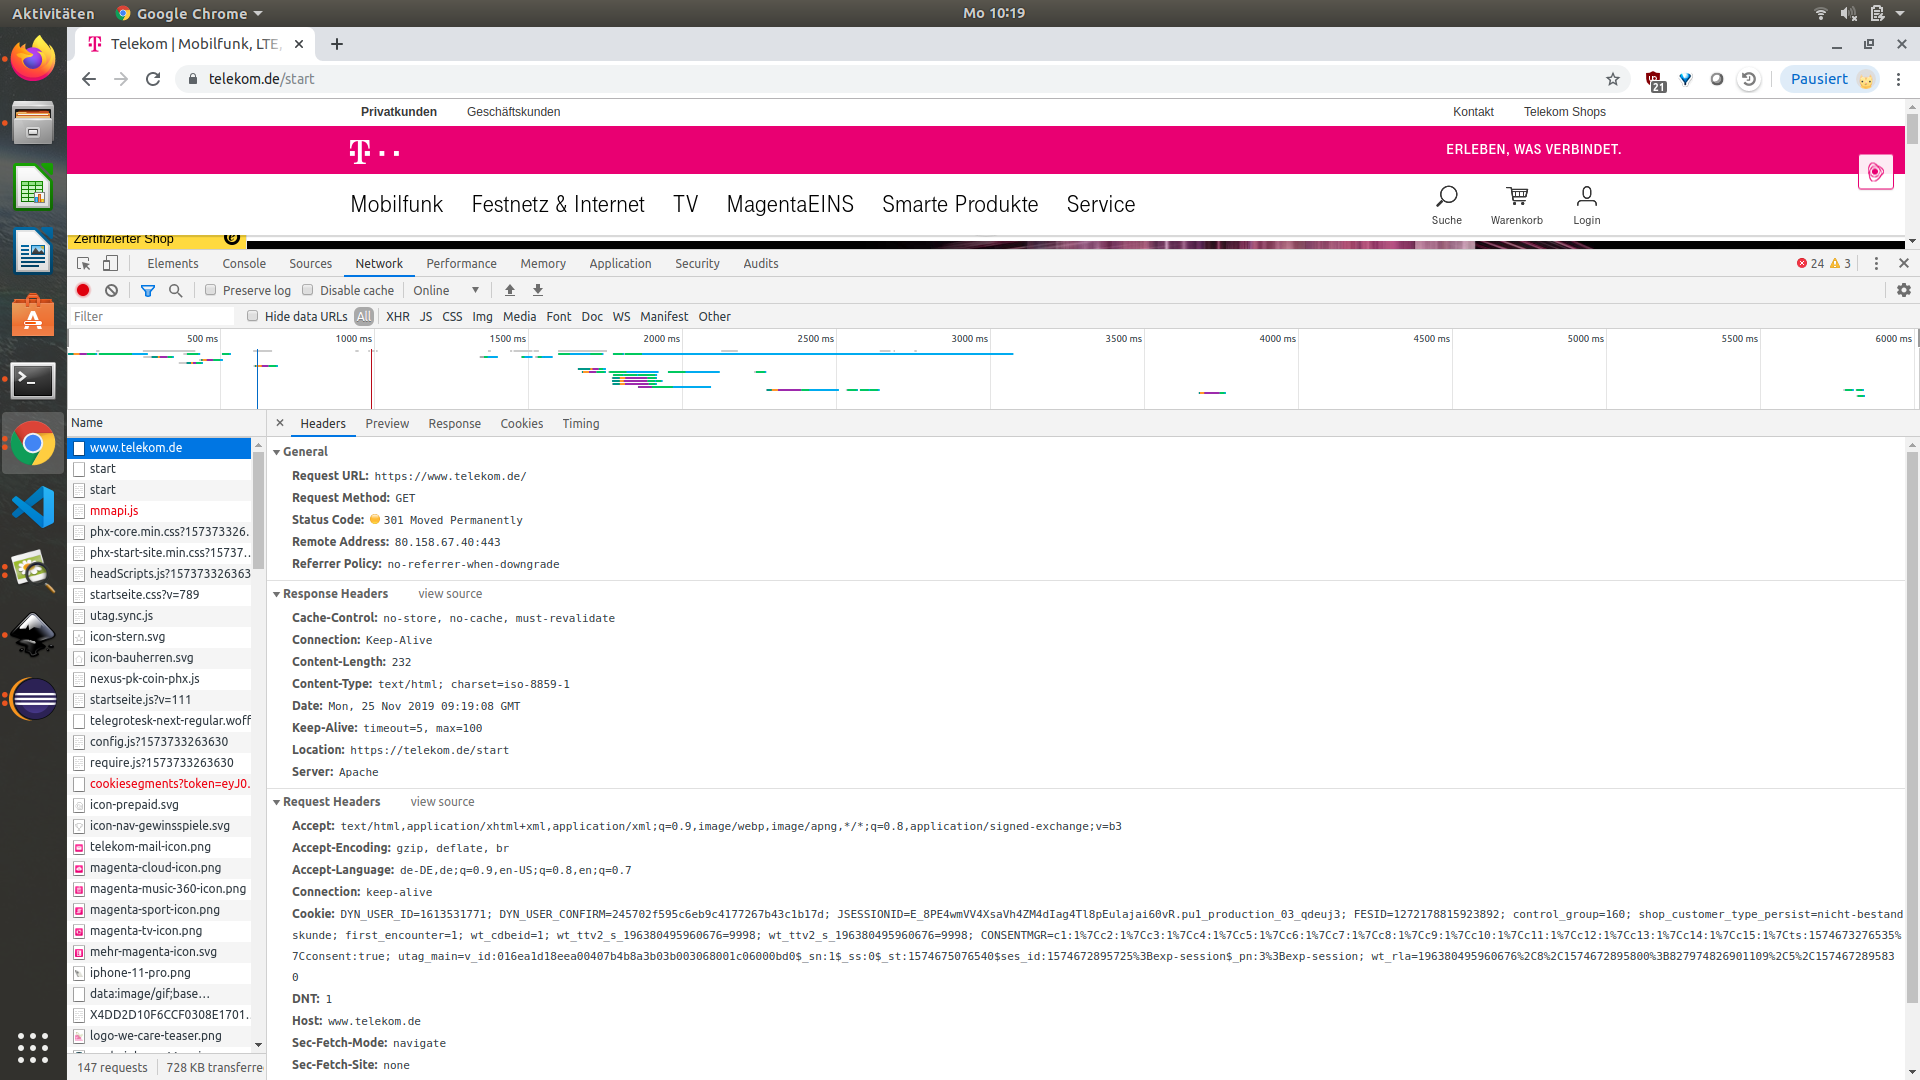 Aktivitäten Google Chrome Mo 10:19
Telekom | Mobilfunk, LTE,
telekom.de/start 21 Pausiert
Privatkunden Geschäftskunden Kontakt Telekom Shops
T ERLEBEN, WAS VERBINDET.
Mobilfunk Festnetz & Internet TV MagentaEINS Smarte Produkte Service Suche Warenkorb Login
Zertifizierter Shop
Elements Console Sources Network Performance Memory Application Security Audits 24 3
Preserve log Disable cache Online
Filter Hide data URLs All XHR JS CSS Img Media Font Doc WS Manifest Other
500 ms 1000 ms 1500 ms 2000 ms 2500 ms 3000 ms 3500 ms 4000 ms 4500 ms 5000 ms 5500 ms 6000 ms
Name
www.telekom.de
start
start
mmapi.js
phx-core.min.css?157373326.
phx-start-site.min.css?15737…
headScripts.js?157373326363
startseite.css?v=789
utag.sync.js
icon-stern.svg
icon-bauherren.svg
nexus-pk-coin-phx.js
startseite.js?v=111
telegrotesk-next-regular.woff
config.js?1573733263630
require.js?1573733263630
cookiesegments?token=eyJ0.
icon-prepaid.svg
icon-nav-gewinsspiele.svg
telekom-mail-icon.png
magenta-cloud-icon.png
magenta-music-360-icon.png
magenta-sport-icon.png
magenta-tv-icon.png
mehr-magenta-icon.svg
iphone-11-pro.png
data:image/gif;base…
X4DD2D10F6CCF0308E1701.
logo-we-care-teaser.png
147 requests 728 KB transferre
Headers Preview Response Cookies Timing
General
Request URL: https://www.telekom.de/
Request Method: GET
Status Code: 301 Moved Permanently
Remote Address: 80.158.67.40:443
Referrer Policy: no-referrer-when-downgrade
Response Headers view source
Cache-Control: no-store, no-cache, must-revalidate
Connection: Keep-Alive
Content-Length: 232
Content-Type: text/html; charset=iso-8859-1
Date: Mon, 25 Nov 2019 09:19:08 GMT
Keep-Alive: timeout=5, max=100
Location: https://telekom.de/start
Server: Apache
Request Headers view source
Accept: text/html,application/xhtml+xml,application/xml;q=0.9,image/webp,image/apng,*/*;q=0.8,application/signed-exchange;v=b3
Accept-Encoding: gzip, deflate, br
Accept-Language: de-DE,de;q=0.9,en-US;q=0.8,en;q=0.7
Connection: keep-alive
Cookie: DYN_USER_ID=1613531771; DYN_USER_CONFIRM=245702f595c6eb9c4177267b43c1b17d; JSESSIONID=E_8PE4wmVV4XsaVh4ZM4dIag4Tl8pEulajai60vR.pu1_production_03_qdeuj3; FESID=1272178815923892; control_group=160; shop_customer_type_persist=nicht-bestand
skunde; first_encounter=1; wt_cdbeid=1; wt_ttv2_s_196380495960676=9998; wt_ttv2_s_196380495960676=9998; CONSENTMGR=c1:1%7Cc2:1%7Cc3:1%7Cc4:1%7Cc5:1%7Cc6:1%7Cc7:1%7Cc8:1%7Cc9:1%7Cc10:1%7Cc11:1%7Cc12:1%7Cc13:1%7Cc14:1%7Cc15:1%7Cts:1574673276535%
7Cconsent:true; utag_main=v_id:016ea1d18eea00407b4b8a3b03b003068001c06000bd0$_sn:1$_ss:0$_st:1574675076540$ses_id:1574672895725%3Bexp-session$_pn:3%3Bexp-session; wt_rla=196380495960676%2C8%2C1574672895800%3B827974826901109%2C5%2C157467289583
0
DNT: 1
Host: www.telekom.de
Sec-Fetch-Mode: navigate
Sec-Fetch-Site: none